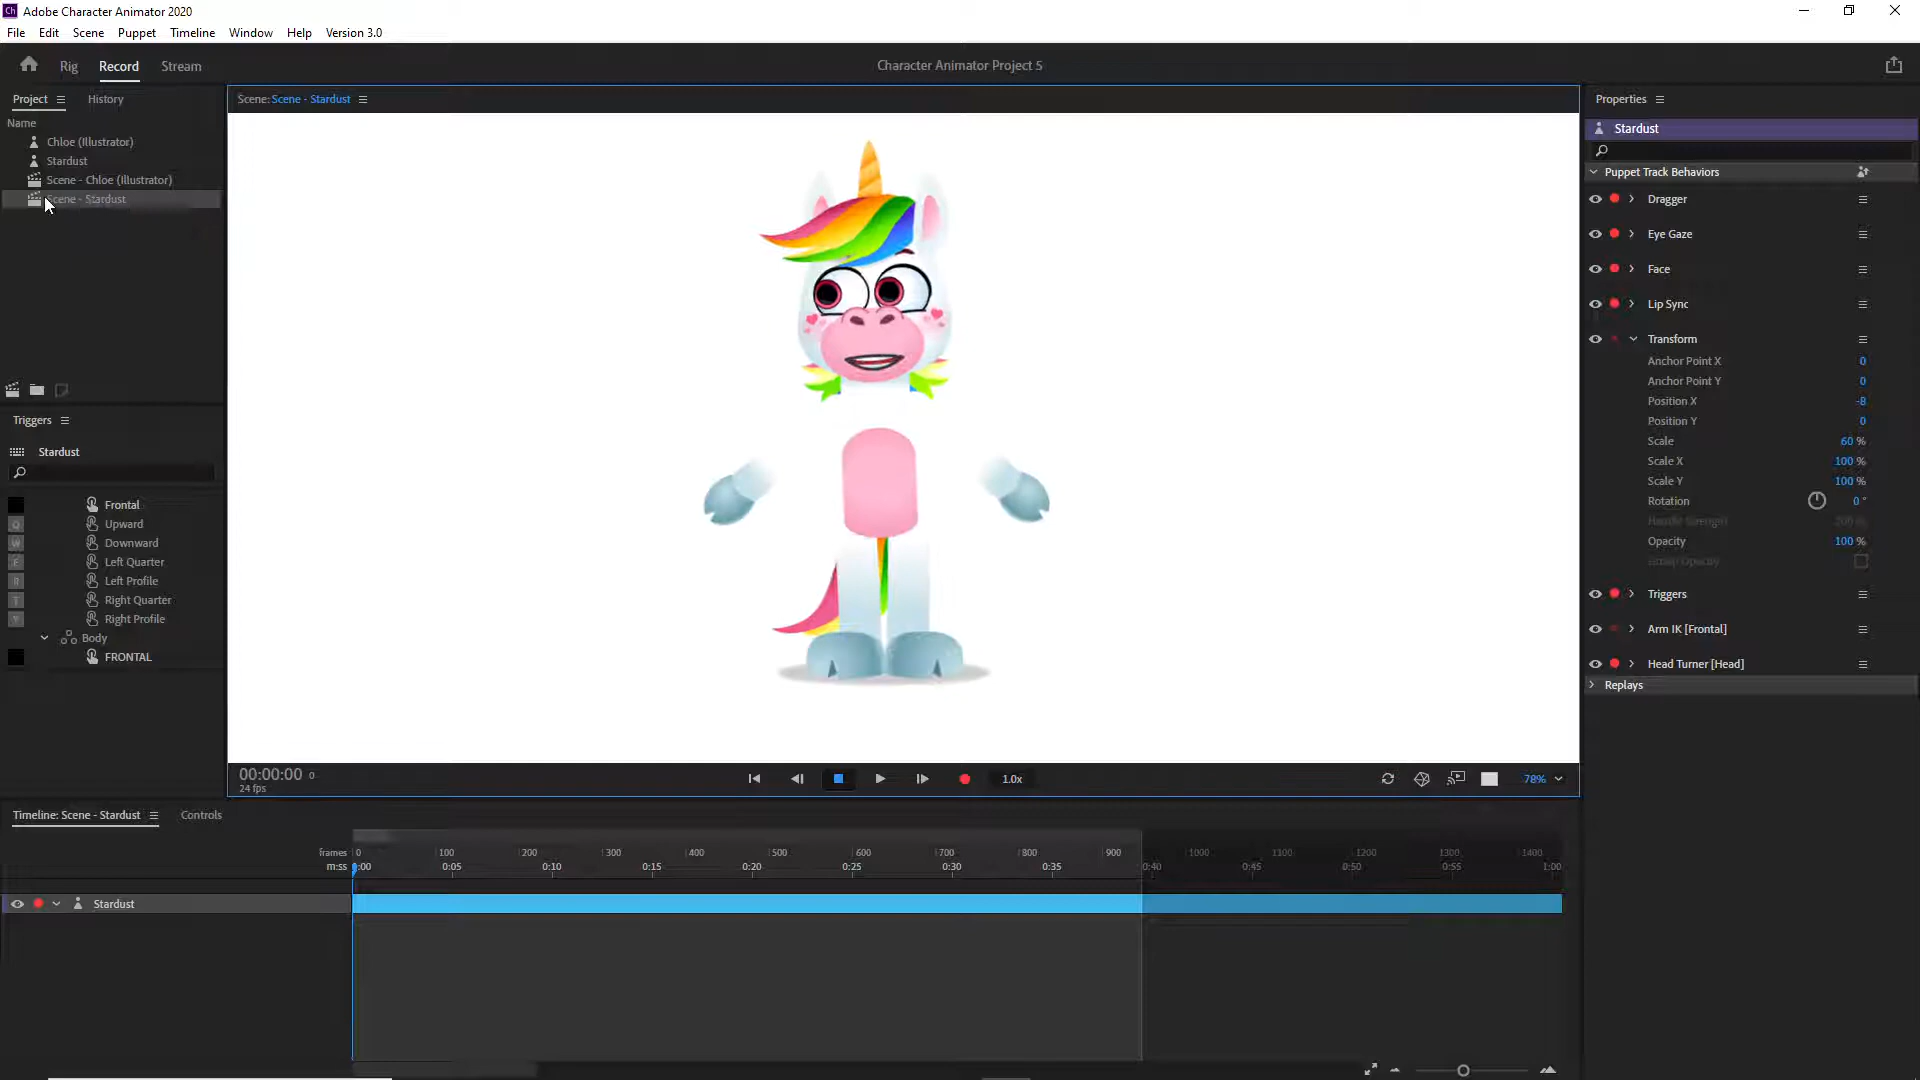 Ch Adobe Character Animator 2020
File Edit Scene Puppet Timeline Window Help Version 3.0
Rig Record Stream
Character Animator Project 5
Project History
Name
Chloe (Illustrator)
Stardust
Scene - Chloe (Illustrator)
Scene - Stardust
Triggers
Stardust
Frontal
Q Upward
W Downward
E Left Quarter
R Left Profile
T Right Quarter
Y Right Profile
Body
FRONTAL
Scene: Scene - Stardust
00:00:00 0
24 fps
1.0x
78%
Properties
Stardust
Puppet Track Behaviors
Dragger
Eye Gaze
Face
Lip Sync
Transform
Anchor Point X 0
Anchor Point Y 0
Position X -8
Position Y 0
Scale 60 %
Scale X 100 %
Scale Y 100 %
Rotation 0 °
Handle Strength
Opacity 100 %
Group Opacity
Triggers
Arm IK [Frontal]
Head Turner [Head]
Replays
Timeline: Scene - Stardust Controls
frames 0 100 200 300 400 500 600 700 800 900 1000 1100 1200 1300 1400
m:ss 0:00 0:05 0:10 0:15 0:20 0:25 0:30 0:35 0:40 0:45 0:50 0:55 1:00
Stardust